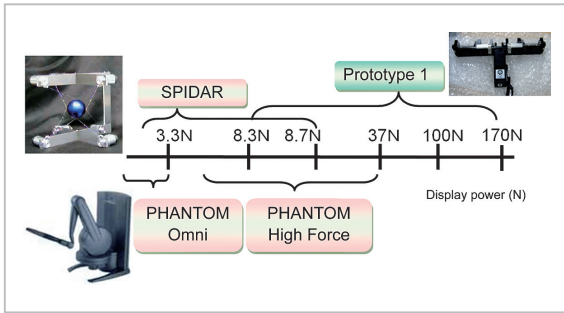 Prototype 1
SPIDAR
3.3N 8.3N 8.7N 37N 100N 170N
Display power (N)
PHANTOM
Omni
PHANTOM
High Force